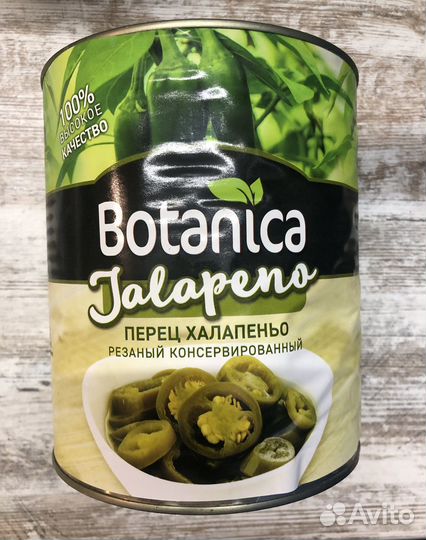 100%
ВЫСОКОЕ
КАЧЕСТВО
Botanica
Jalapeno
ПЕРЕЦ ХАЛАПЕНЬО
РЕЗАНЫЙ КОНСЕРВИРОВАННЫЙ
Avito